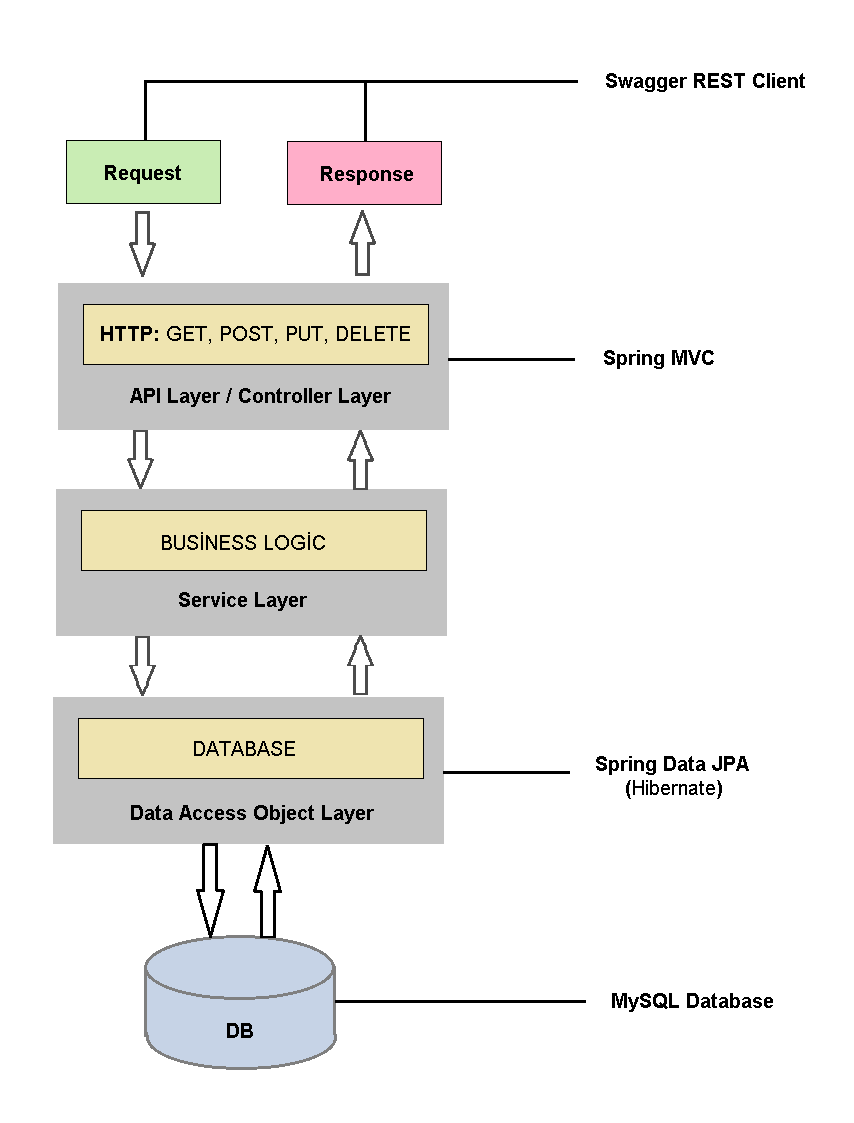 Swagger REST Client
Request
Response
HTTP: GET, POST, PUT, DELETE
API Layer / Controller Layer
Spring MVC
BUSİNESS LOGİC
Service Layer
DATABASE
Data Access Object Layer
Spring Data JPA
(Hibernate)
DB
MySQL Database